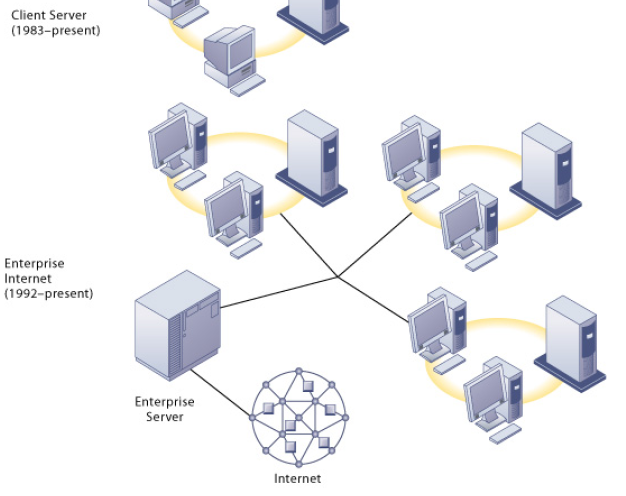 Client Server
(1983–present)
Enterprise
Internet
(1992–present)
Enterprise
Server
Internet